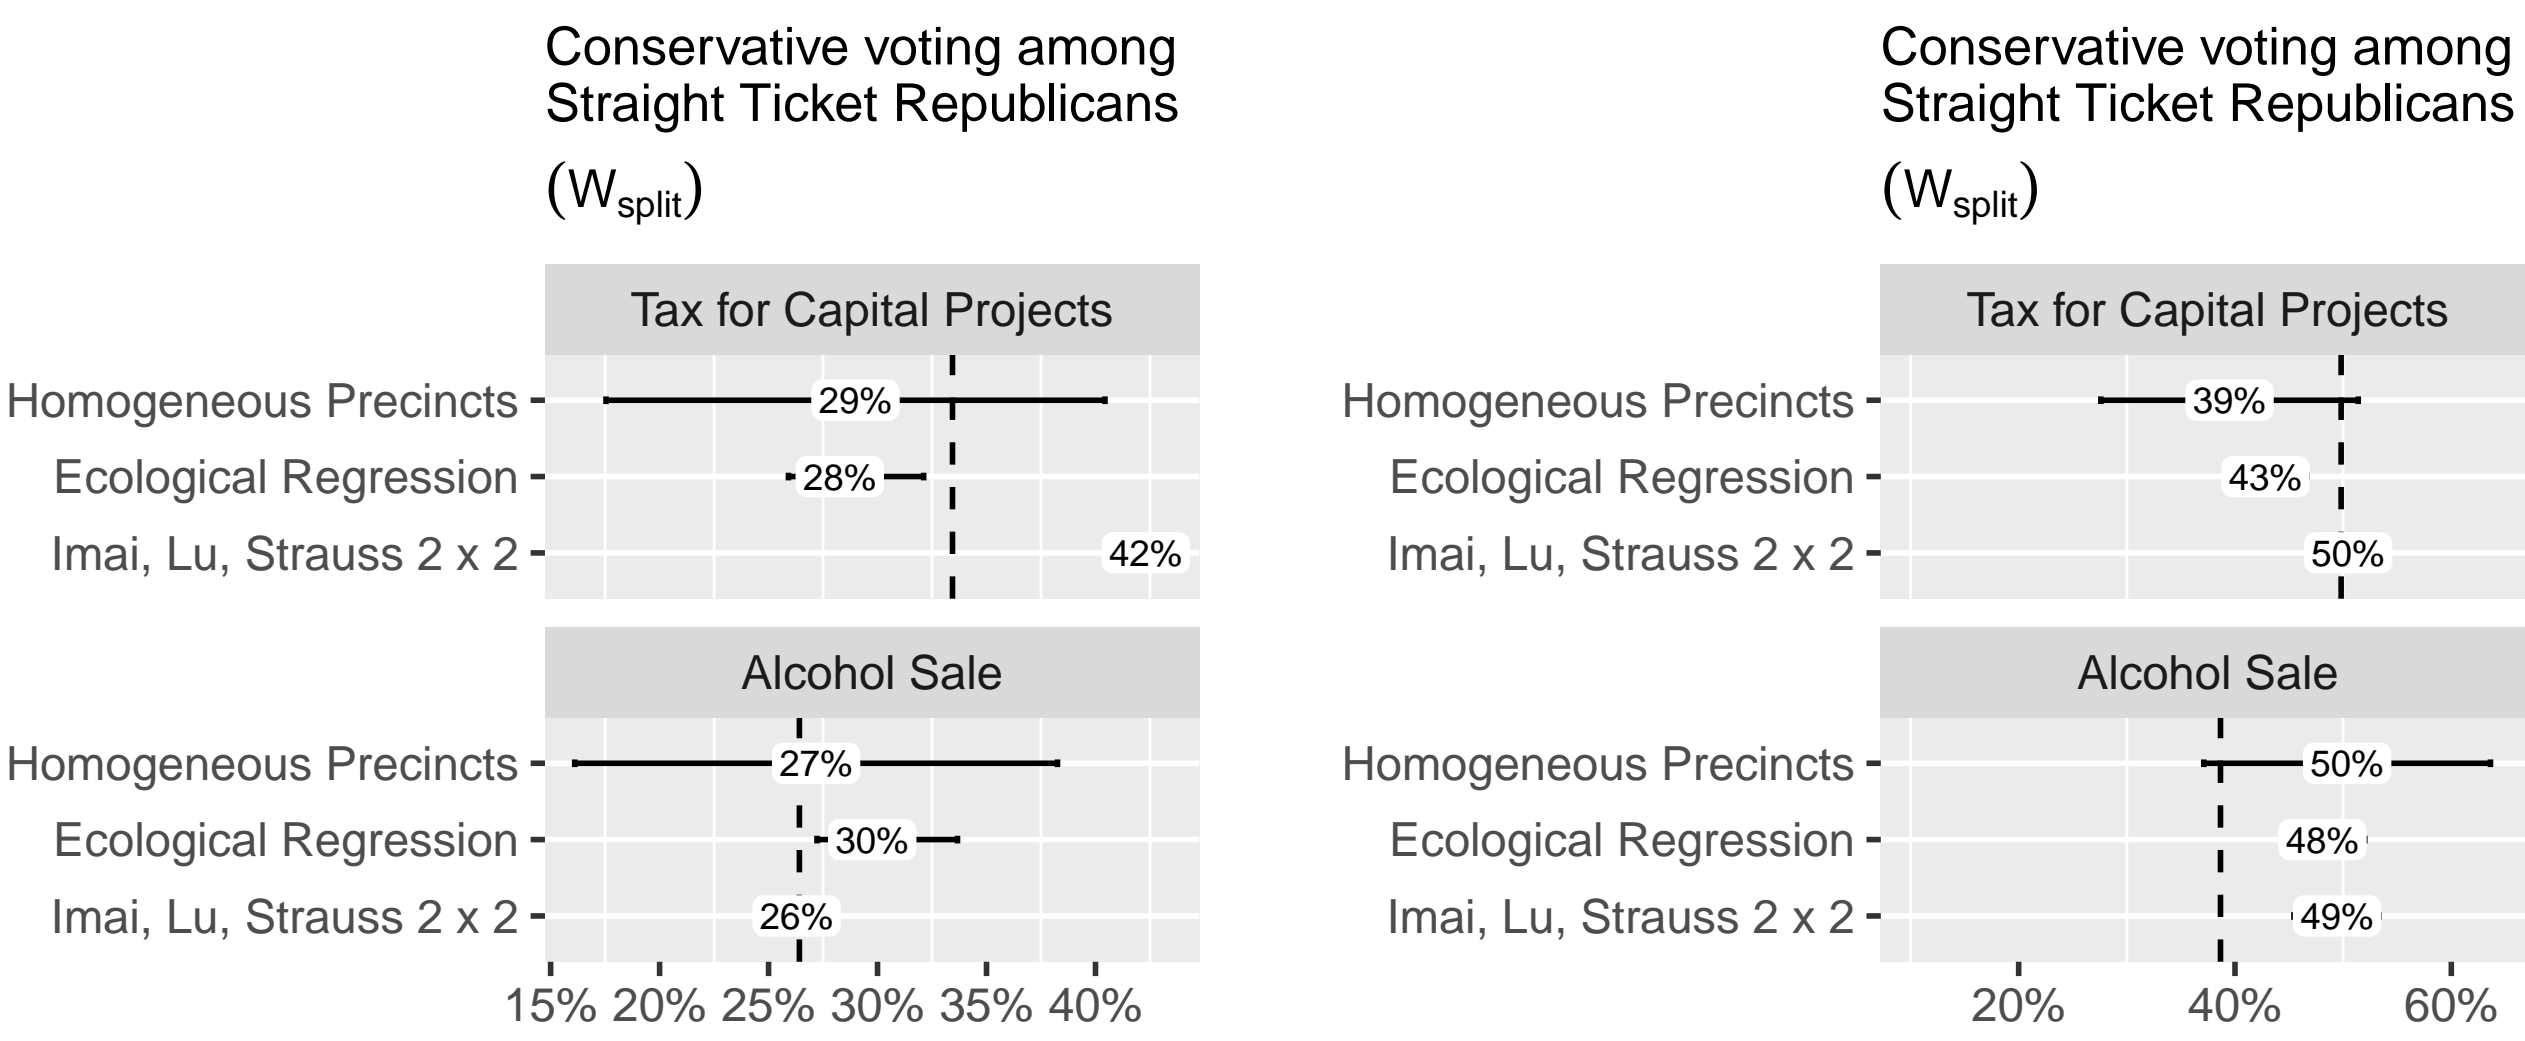 Conservative voting among
Straight Ticket Republicans
(Wsplit)
Tax for Capital Projects
Homogeneous Precincts
29%
Ecological Regression
28%
Imai, Lu, Strauss 2 x 2
42%
Alcohol Sale
Homogeneous Precincts
27%
Ecological Regression
30%
Imai, Lu, Strauss 2 x 2
26%
15% 20% 25% 30% 35% 40%
Conservative voting among
Straight Ticket Republicans
(Wsplit)
Tax for Capital Projects
Homogeneous Precincts
39%
Ecological Regression
43%
Imai, Lu, Strauss 2 x 2
50%
Alcohol Sale
Homogeneous Precincts
50%
Ecological Regression
48%
Imai, Lu, Strauss 2 x 2
49%
20% 40% 60%